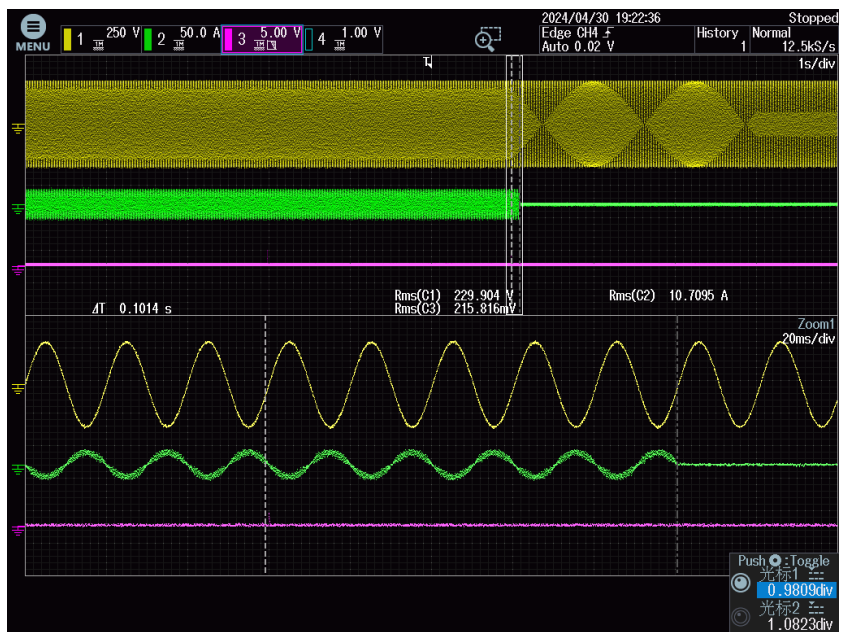 2024/04/30 19:22:36 Stopped
MENU 1 250 V 2 50.0 A 3 5.00 V 4 1.00 V Edge CH4 History Normal
Auto 0.02 V 1 12.5kS/s
1s/div
T
Rms(C1) 229.904 V Rms(C2) 10.7095 A
ΔT 0.1014 s Rms(C3) 215.816mV
Zoom1
20ms/div
Push :Toggle
光标1
0.9809div
光标2
1.0823div